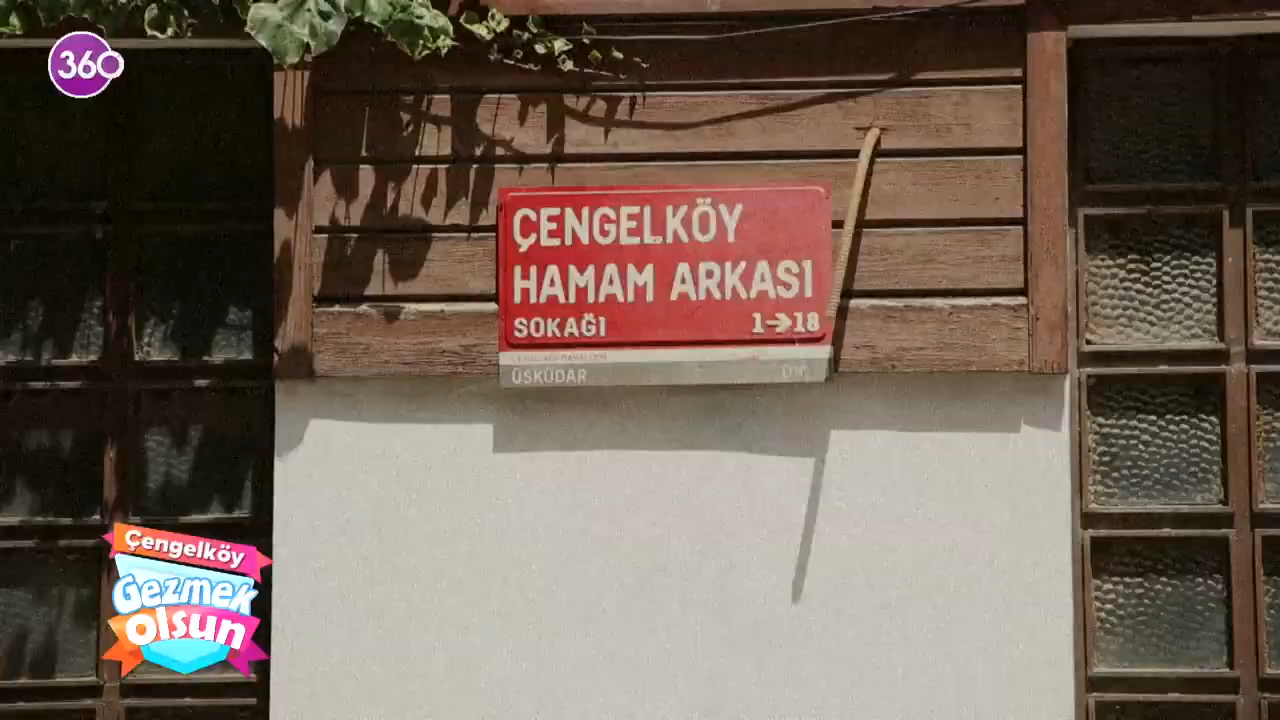 360
ÇENGELKÖY
HAMAM ARKASI
SOKAĞI 1→18
ÜSKÜDAR
Çengelköy
Gezmek
olsun